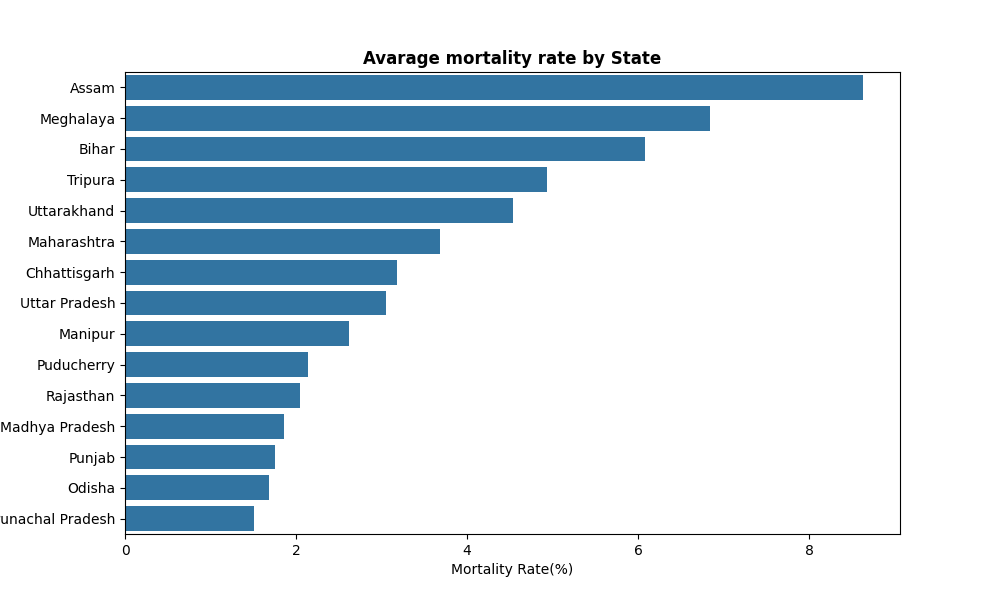 Avarage mortality rate by State
Assam
Meghalaya
Bihar
Tripura
Uttarakhand
Maharashtra
Chhattisgarh
Uttar Pradesh
Manipur
Puducherry
Rajasthan
Madhya Pradesh
Punjab
Odisha
unachal Pradesh
0 2 4 6 8
Mortality Rate(%)